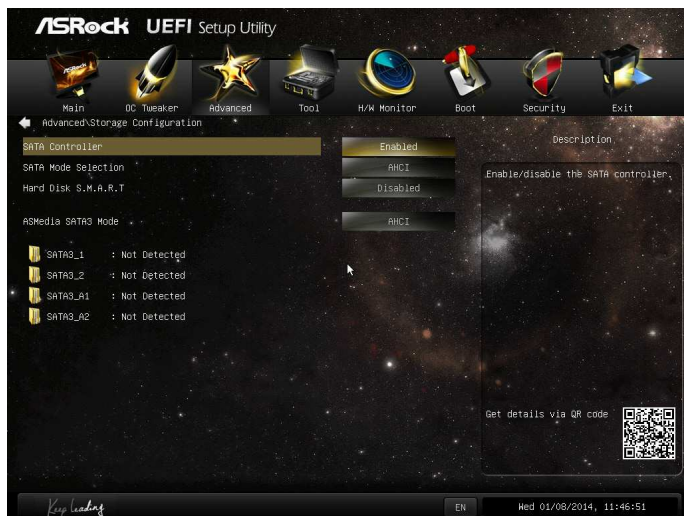 ASRock UEFI Setup Utility
Main OC Tweaker Advanced Tool H/W Monitor Boot Security Exit
Advanced\Storage Configuration
Description
SATA Controller Enabled
Enable/disable the SATA controller.
SATA Mode Selection AHCI
Hard Disk S.M.A.R.T Disabled
ASMedia SATA3 Mode AHCI
SATA3_1 : Not Detected
SATA3_2 : Not Detected
SATA3_A1 : Not Detected
SATA3_A2 : Not Detected
Get details via QR code
Keep Leading
EN
Wed 01/08/2014, 11:46:51